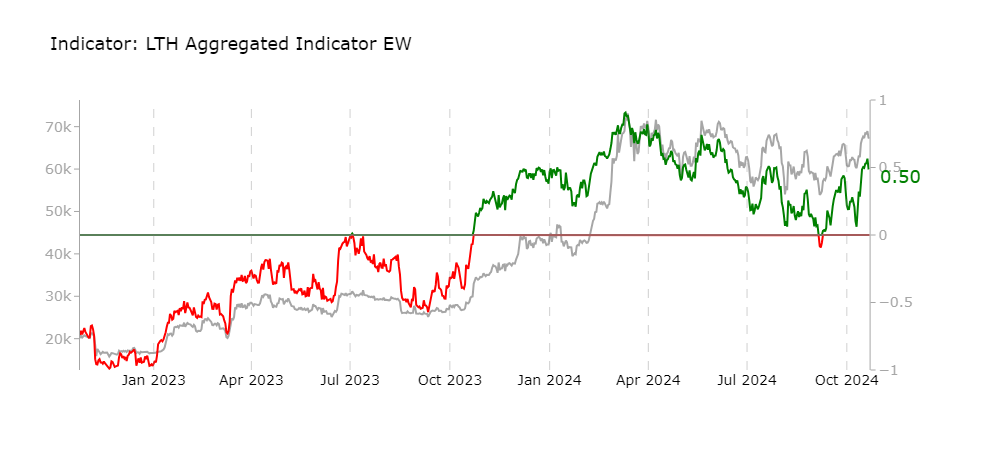 Indicator: LTH Aggregated Indicator EW
70k
60k
50k
40k
30k
20k
1
0.5
0.50
0
−0.5
−1
Jan 2023
Apr 2023
Jul 2023
Oct 2023
Jan 2024
Apr 2024
Jul 2024
Oct 2024